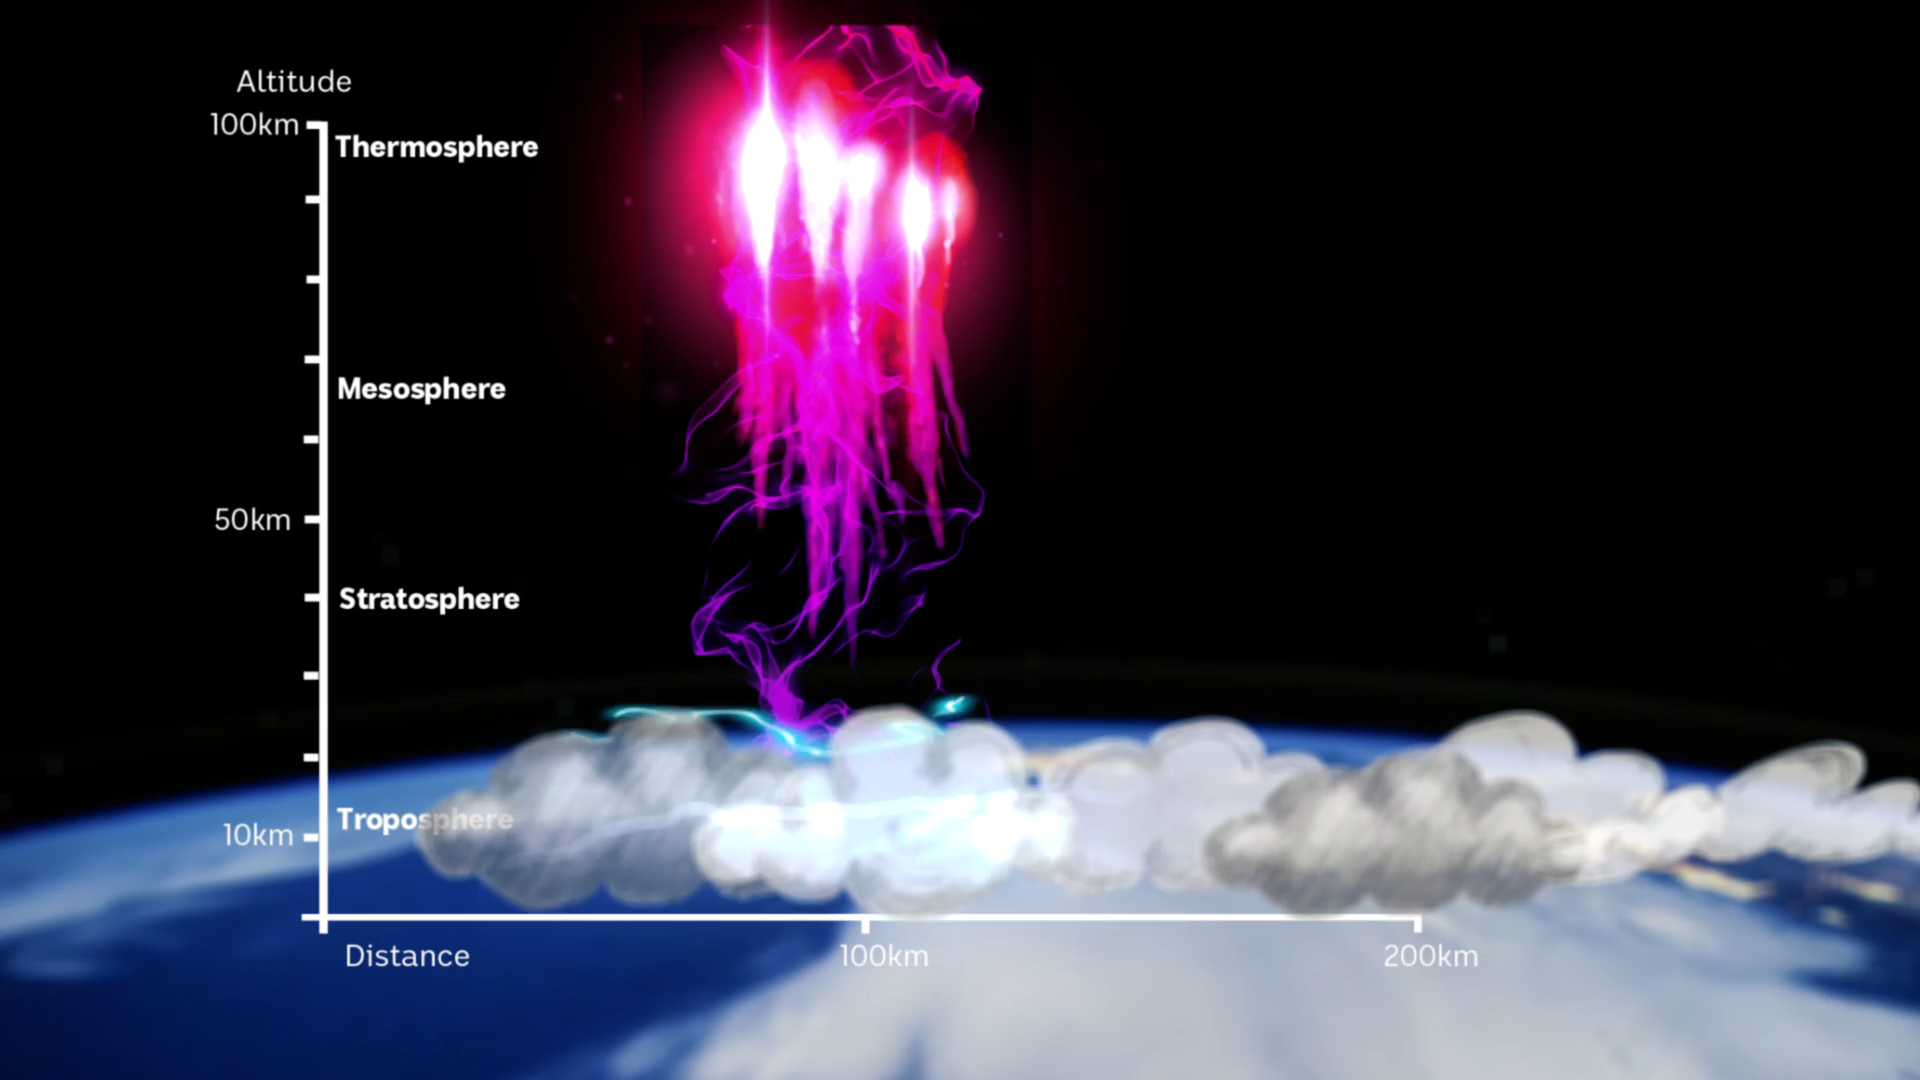 Altitude
100km
Thermosphere
Mesosphere
50km
Stratosphere
Troposphere
10km
Distance
100km
200km